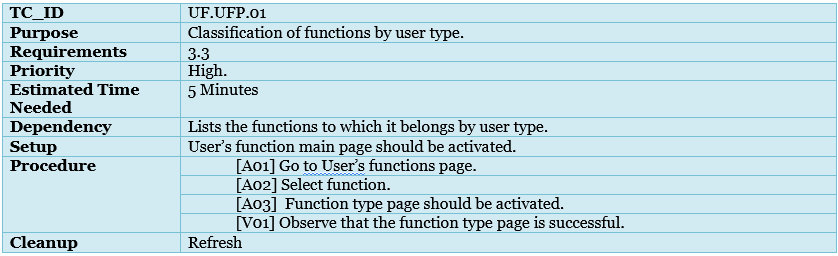 TC_ID UF.UFP.01
Purpose Classification of functions by user type.
Requirements 3.3
Priority High.
Estimated Time 5 Minutes
Needed
Dependency Lists the functions to which it belongs by user type.
Setup User's function main page should be activated.
Procedure [A01] Go to User's functions page.
[A02] Select function.
[A03] Function type page should be activated.
[V01] Observe that the function type page is successful.
Cleanup Refresh